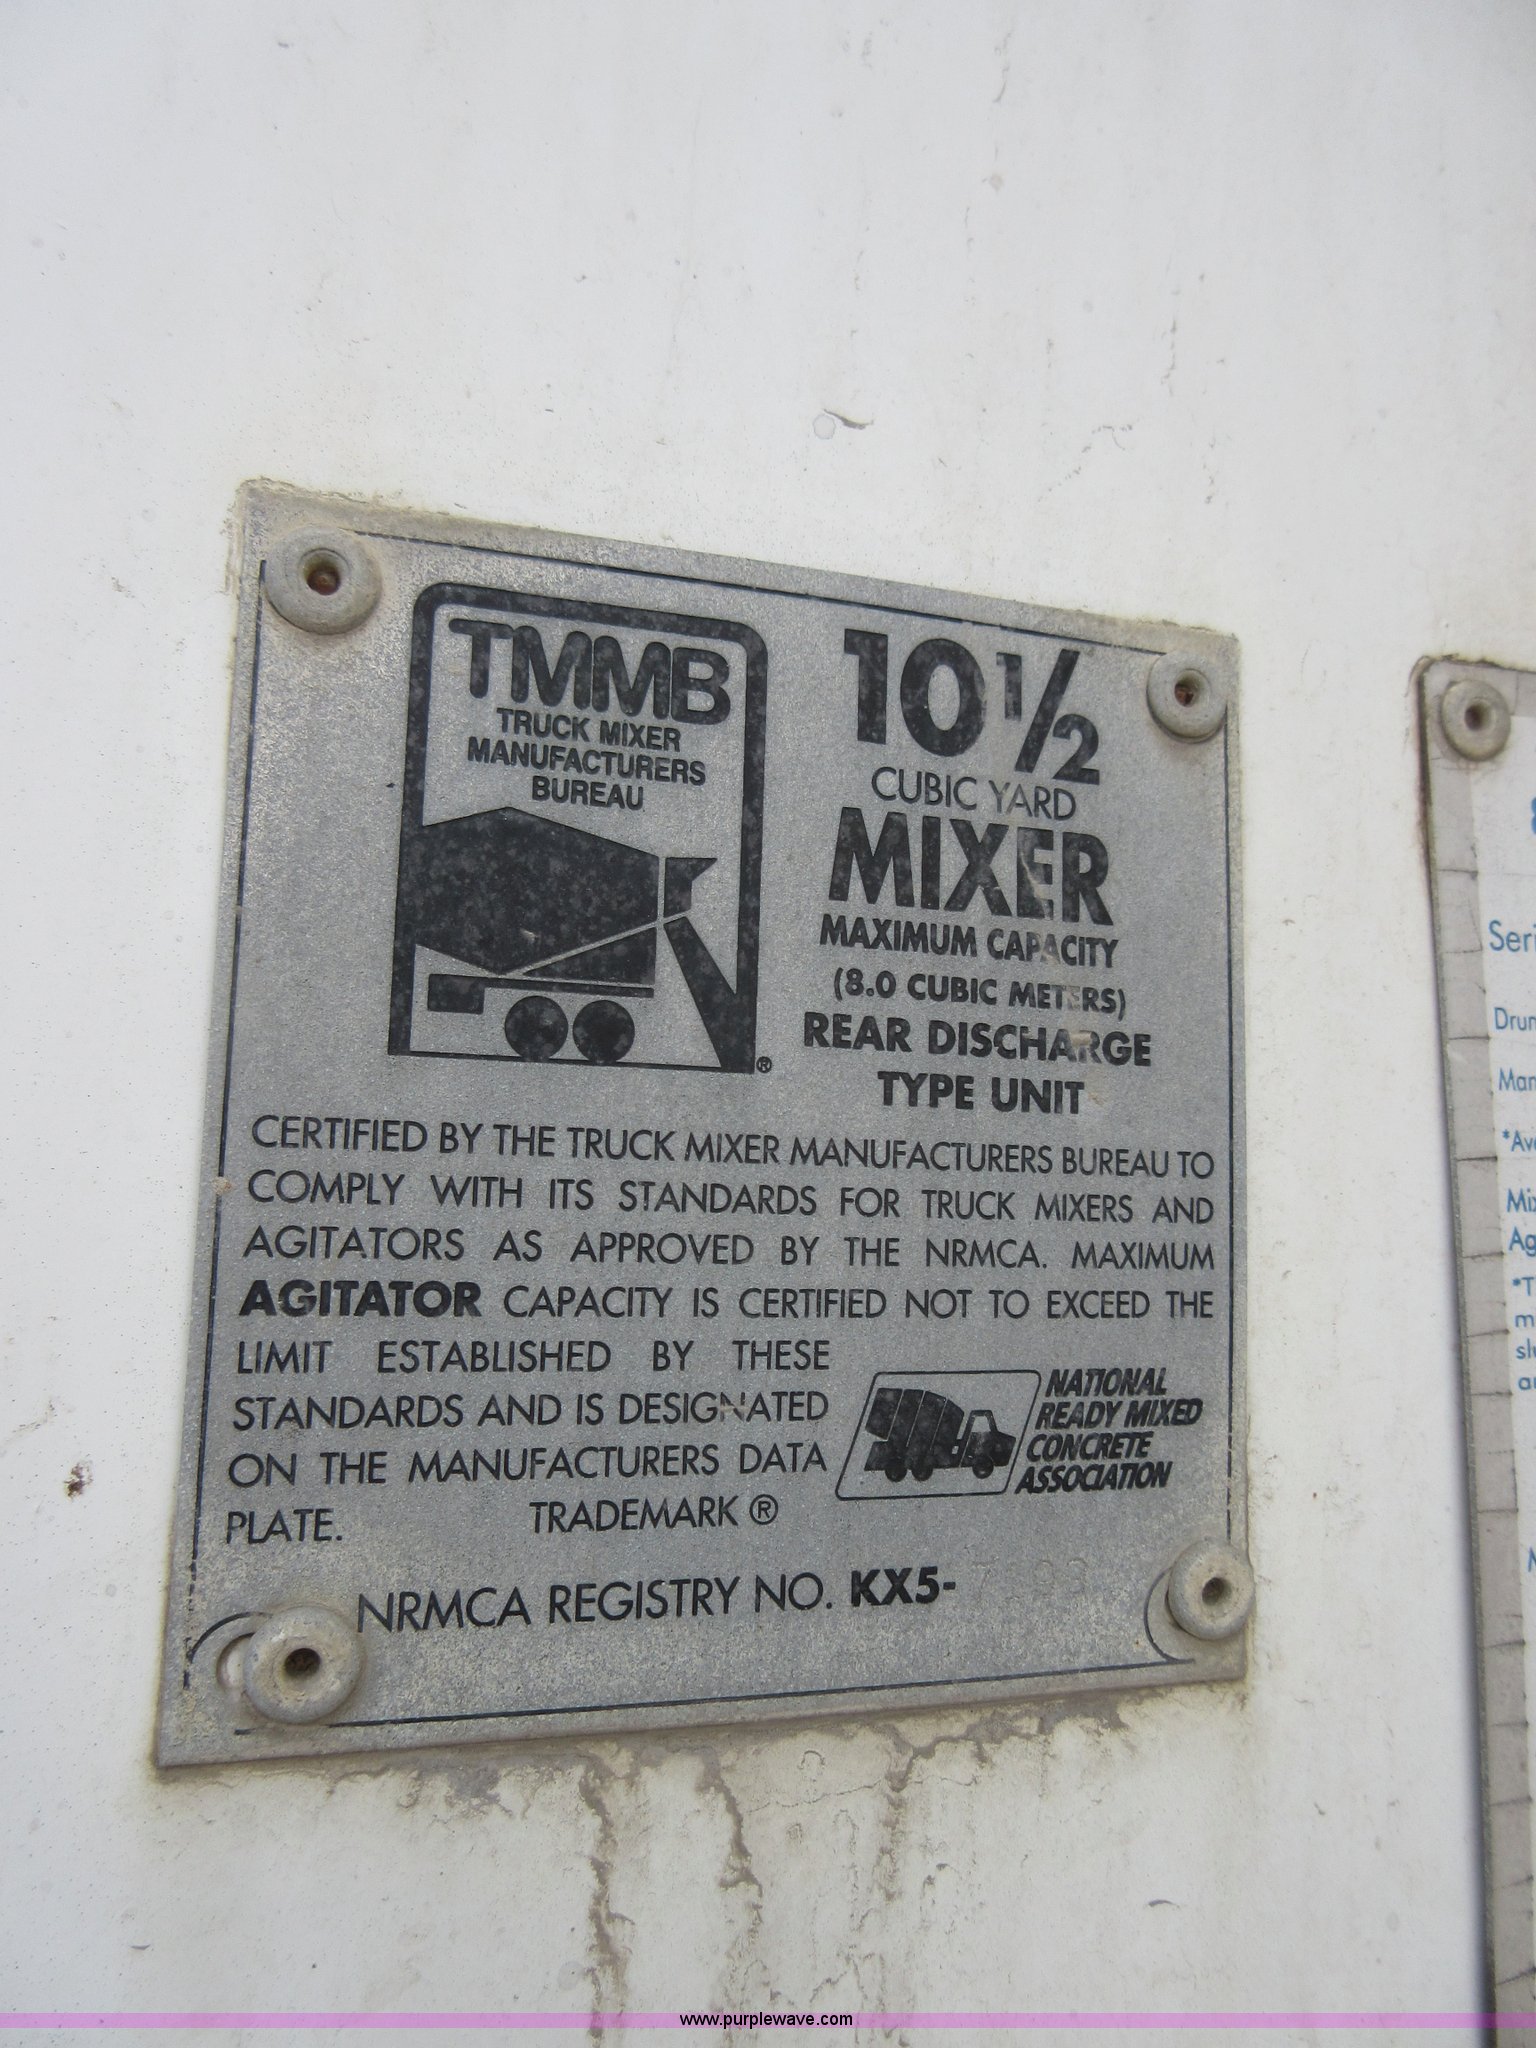 TMMB
TRUCK MIXER
MANUFACTURERS
BUREAU
®
10 1/2
CUBIC YARD
MIXER
MAXIMUM CAPACITY
(8.0 CUBIC METERS)
REAR DISCHARGE
TYPE UNIT
CERTIFIED BY THE TRUCK MIXER MANUFACTURERS BUREAU TO
COMPLY WITH ITS STANDARDS FOR TRUCK MIXERS AND
AGITATORS AS APPROVED BY THE NRMCA. MAXIMUM
AGITATOR CAPACITY IS CERTIFIED NOT TO EXCEED THE
LIMIT ESTABLISHED BY THESE
STANDARDS AND IS DESIGNATED
ON THE MANUFACTURERS DATA
PLATE. TRADEMARK ®
NATIONAL
READY MIXED
CONCRETE
ASSOCIATION
NRMCA REGISTRY NO. KX5-
www.purplewave.com